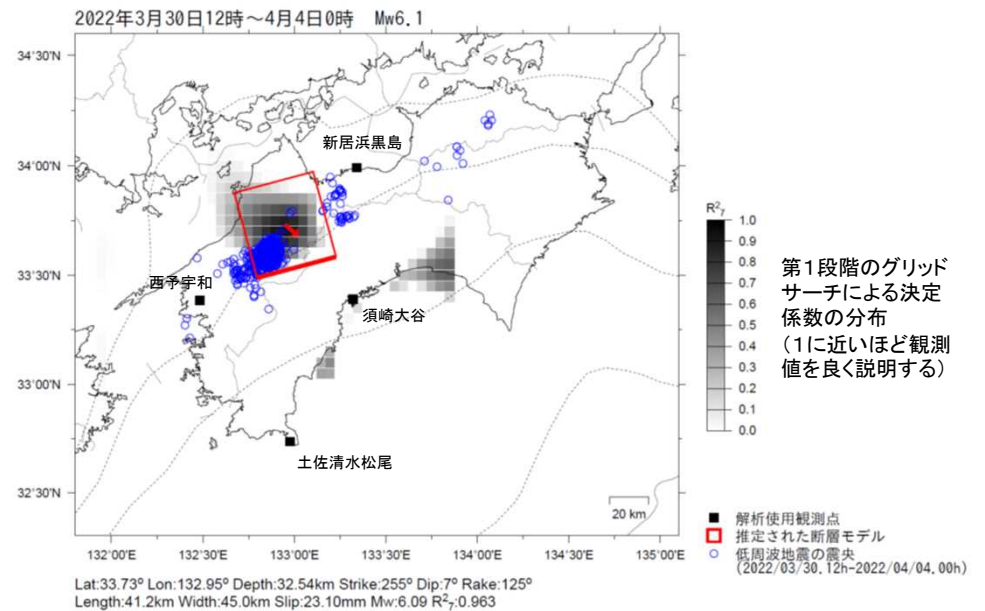 2022年3月30日12時～4月4日0時　Mw6.1
34°30'N
34°00'N
33°30'N
33°00'N
32°30'N
132°00'E
132°30'E
133°00'E
133°30'E
134°00'E
134°30'E
135°00'E
新居浜黒島
西予宇和
須崎大谷
土佐清水松尾
20 km
R²₇
1.0
0.9
0.8
0.7
0.6
0.5
0.4
0.3
0.2
0.1
0.0
第１段階のグリッド
サーチによる決定
係数の分布
（１に近いほど観測
値を良く説明する）
解析使用観測点
推定された断層モデル
低周波地震の震央
(2022/03/30.12h-2022/04/04.00h)
Lat:33.73º Lon:132.95º Depth:32.54km Strike:255º Dip:7º Rake:125º
Length:41.2km Width:45.0km Slip:23.10mm Mw:6.09 R²₇:0.963